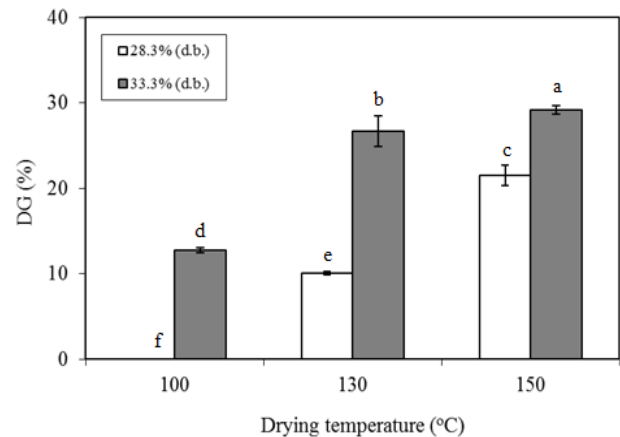 40
30
20
10
0
DG (%)
28.3% (d.b.)
33.3% (d.b.)
f
d
e
b
c
a
100
130
150
Drying temperature (°C)